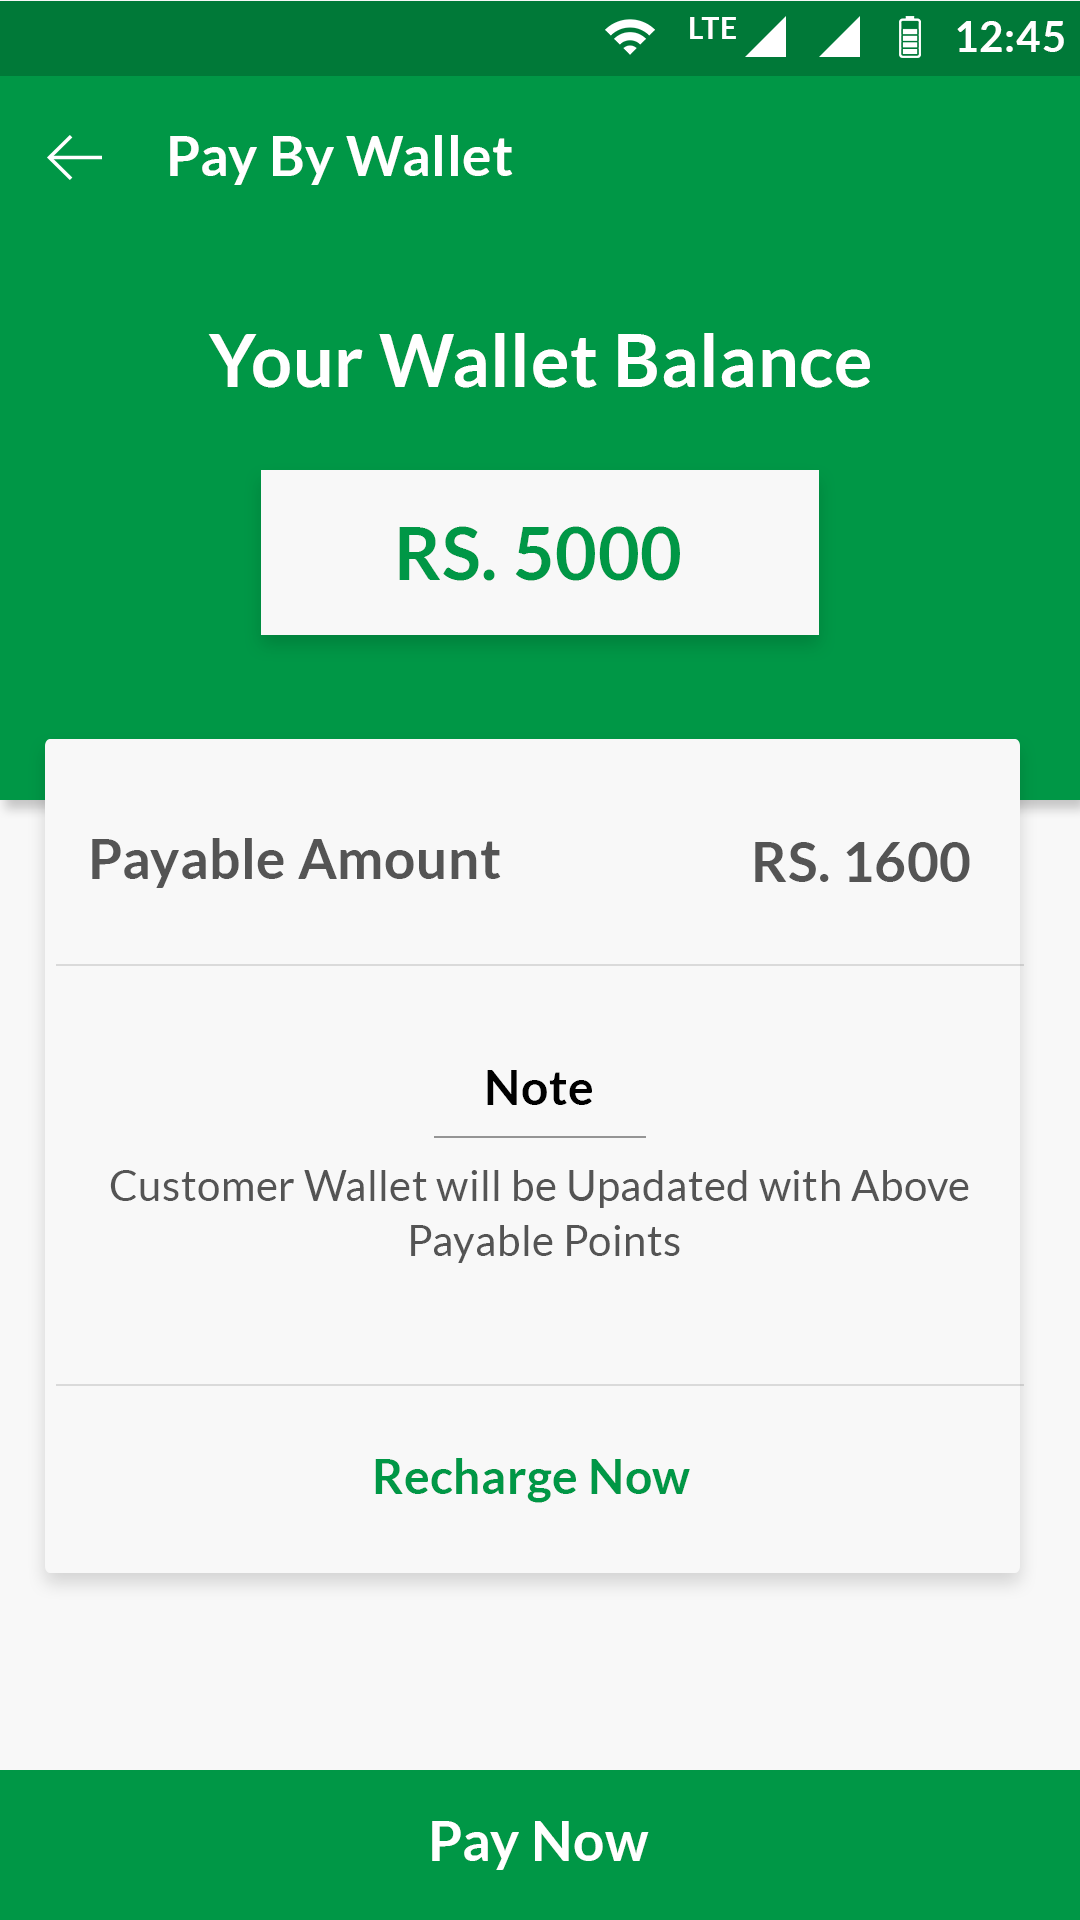 LTE 12:45
Pay By Wallet
Your Wallet Balance
RS. 5000
Payable Amount RS. 1600
Note
Customer Wallet will be Upadated with Above
Payable Points
Recharge Now
Pay Now